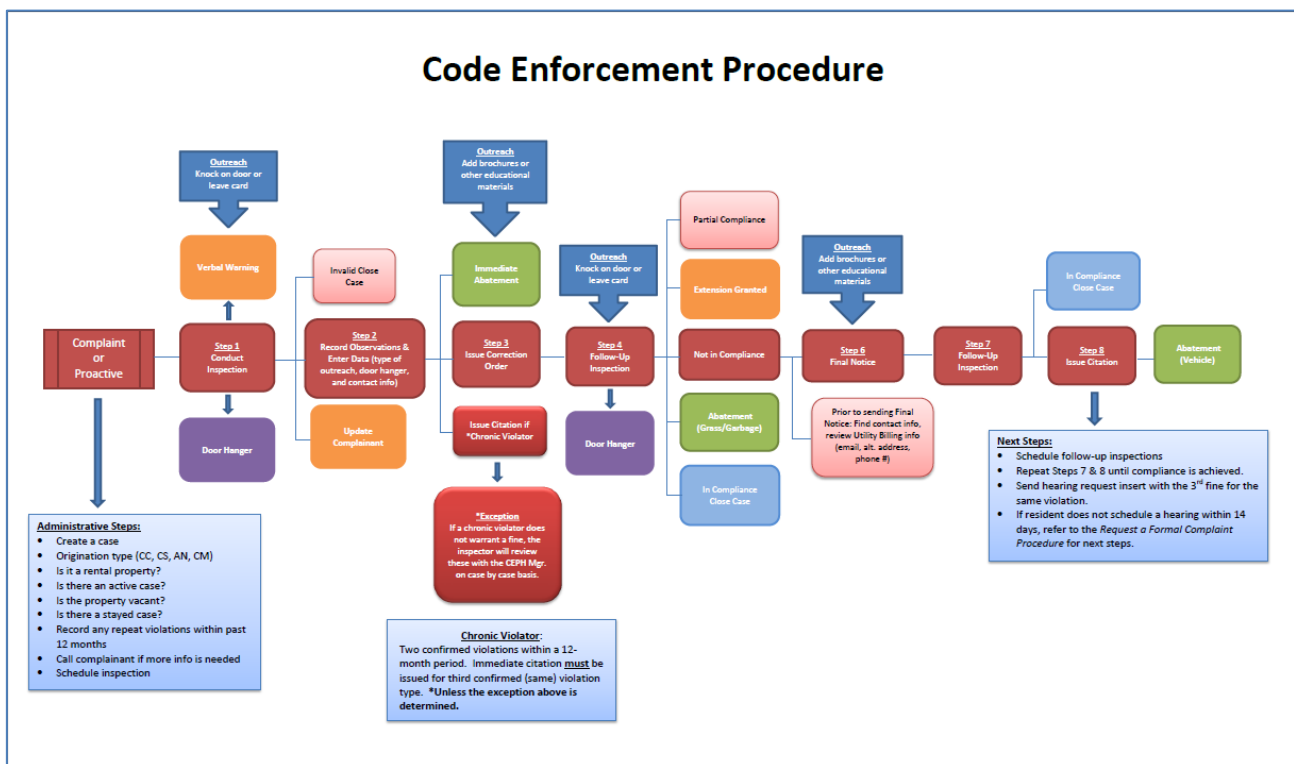 Code Enforcement Procedure
Outreach
Knock on door or
leave card
Verbal Warning
Complaint
or
Proactive
Step 1
Conduct
Inspection
Door Hanger
Administrative Steps:
• Create a case
• Origination type (CC, CS, AN, CM)
• Is it a rental property?
• Is there an active case?
• Is the property vacant?
• Is there a stayed case?
• Record any repeat violations within past
12 months
• Call complainant if more info is needed
• Schedule inspection
Invalid Close
Case
Step 2
Record Observations &
Enter Data (type of
outreach, door hanger,
and contact info)
Update
Complainant
Outreach
Add brochures or
other educational
materials
Immediate
Abatement
Step 3
Issue Correction
Order
Issue Citation if
*Chronic Violator
*Exception
If a chronic violator does
not warrant a fine, the
inspector will review
these with the CEPH Mgr.
on case by case basis.
Chronic Violator:
Two confirmed violations within a 12-
month period. Immediate citation must be
issued for third confirmed (same) violation
type. *Unless the exception above is
determined.
Outreach
Knock on door or
leave card
Step 4
Follow-Up
Inspection
Door Hanger
Partial Compliance
Extension Granted
Not in Compliance
Abatement
(Grass/Garbage)
In Compliance
Close Case
Outreach
Add brochures or
other educational
materials
Step 6
Final Notice
Prior to sending Final
Notice: Find contact info,
review Utility Billing info
(email, alt. address,
phone #)
Step 7
Follow-Up
Inspection
In Compliance
Close Case
Step 8
Issue Citation
Abatement
(Vehicle)
Next Steps:
• Schedule follow-up inspections
• Repeat Steps 7 & 8 until compliance is achieved.
• Send hearing request insert with the 3rd fine for the
same violation.
• If resident does not schedule a hearing within 14
days, refer to the Request a Formal Complaint
Procedure for next steps.